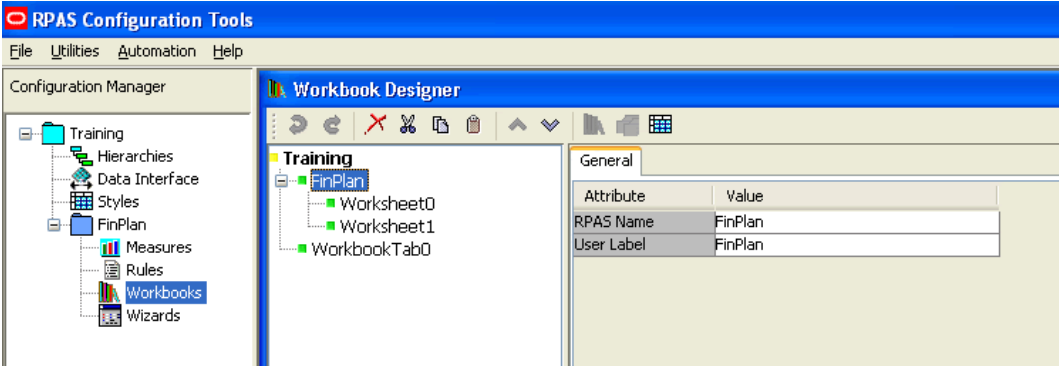 RPAS Configuration Tools
File Utilities Automation Help
Configuration Manager
Training
Hierarchies
Data Interface
Styles
FinPlan
Measures
Rules
Workbooks
Wizards
Workbook Designer
Training
FinPlan
Worksheet0
Worksheet1
WorkbookTab0
General
Attribute Value
RPAS Name FinPlan
User Label FinPlan